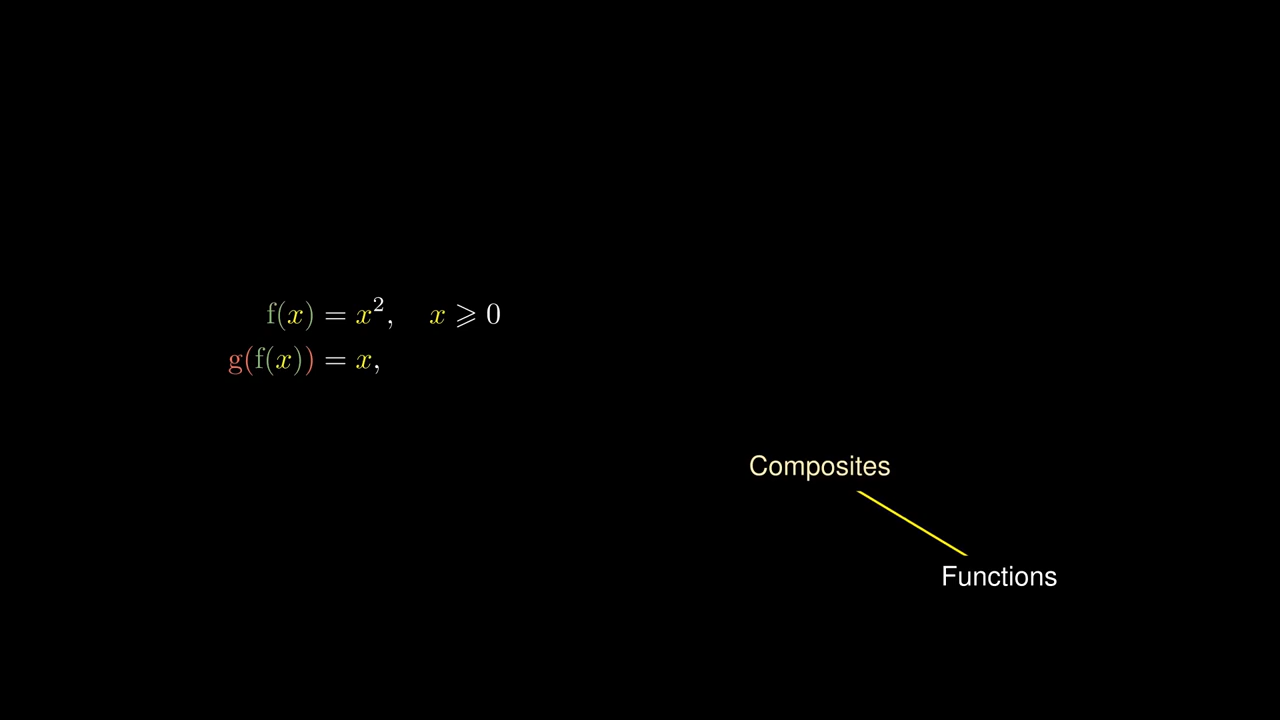 f(x) = x², x ⩾ 0
g(f(x)) = x,
Composites
Functions